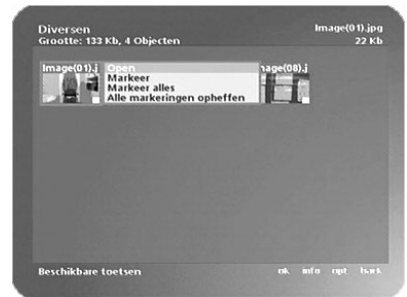 Diversen
Image(01).jpg
Grootte: 133 Kb, 4 Objecten
22 Kb
Image(01).j
Open
nage(08).j
Markeer
Markeer alles
Alle markeringen opheffen
Beschikbare toetsen
ok info opt back